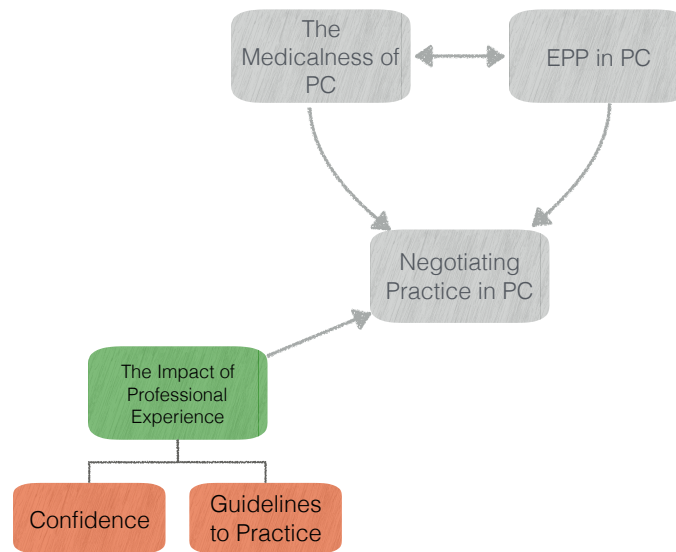 The
Medicalness of
PC
EPP in PC
Negotiating
Practice in PC
The Impact of
Professional
Experience
Confidence
Guidelines
to Practice